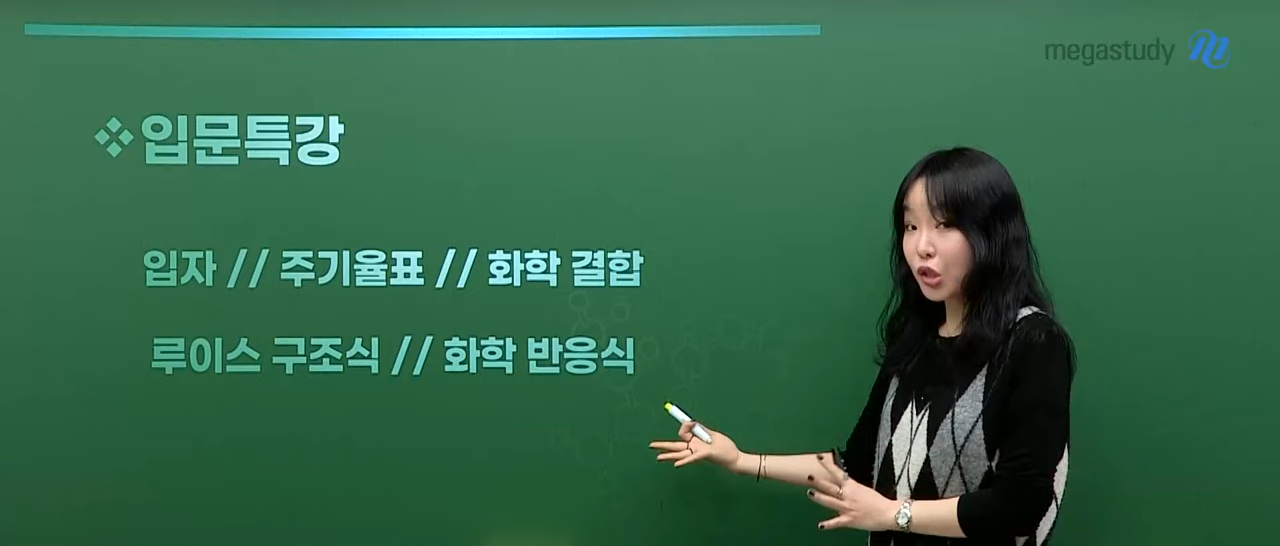 megastudy
입문특강
입자 // 주기율표 // 화학 결합
루이스 구조식 // 화학 반응식